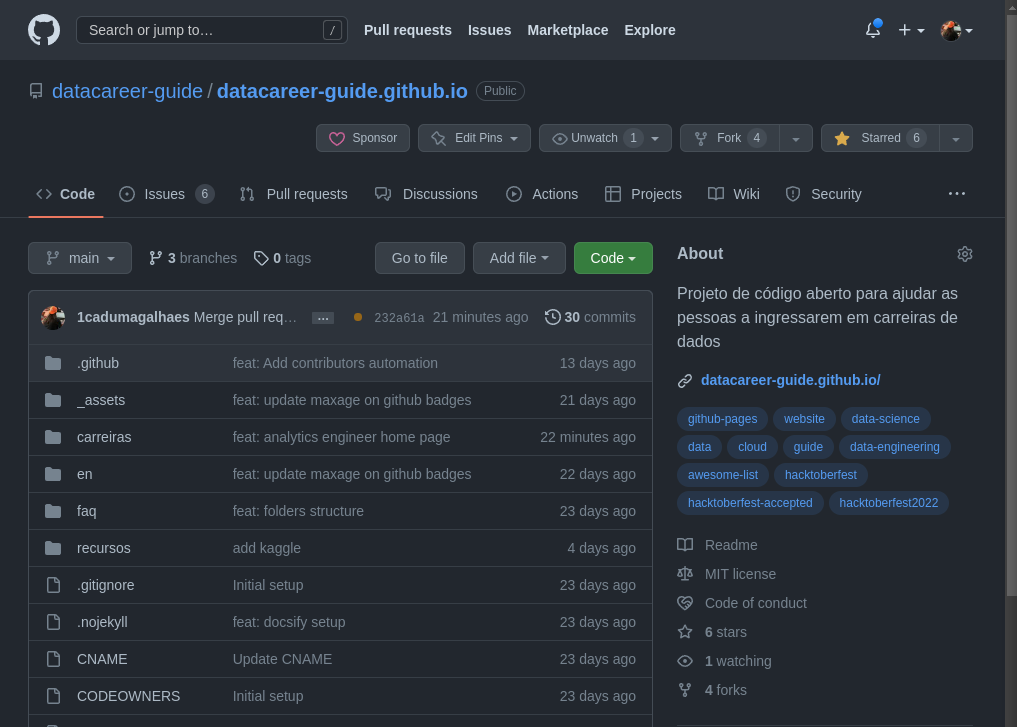 Search or jump to… /
Pull requests Issues Marketplace Explore
datacareer-guide / datacareer-guide.github.io Public
Sponsor Edit Pins Unwatch 1 Fork 4 Starred 6
Code Issues 6 Pull requests Discussions Actions Projects Wiki Security
main 3 branches 0 tags Go to file Add file Code
1cadumagalhaes Merge pull req… … 232a61a 21 minutes ago 30 commits
.github feat: Add contributors automation 13 days ago
_assets feat: update maxage on github badges 21 days ago
carreiras feat: analytics engineer home page 22 minutes ago
en feat: update maxage on github badges 22 days ago
faq feat: folders structure 23 days ago
recursos add kaggle 4 days ago
.gitignore Initial setup 23 days ago
.nojekyll feat: docsify setup 23 days ago
CNAME Update CNAME 23 days ago
CODEOWNERS Initial setup 23 days ago
About
Projeto de código aberto para ajudar as
pessoas a ingressarem em carreiras de
dados
datacareer-guide.github.io/
github-pages website data-science
data cloud guide data-engineering
awesome-list hacktoberfest
hacktoberfest-accepted hacktoberfest2022
Readme
MIT license
Code of conduct
6 stars
1 watching
4 forks